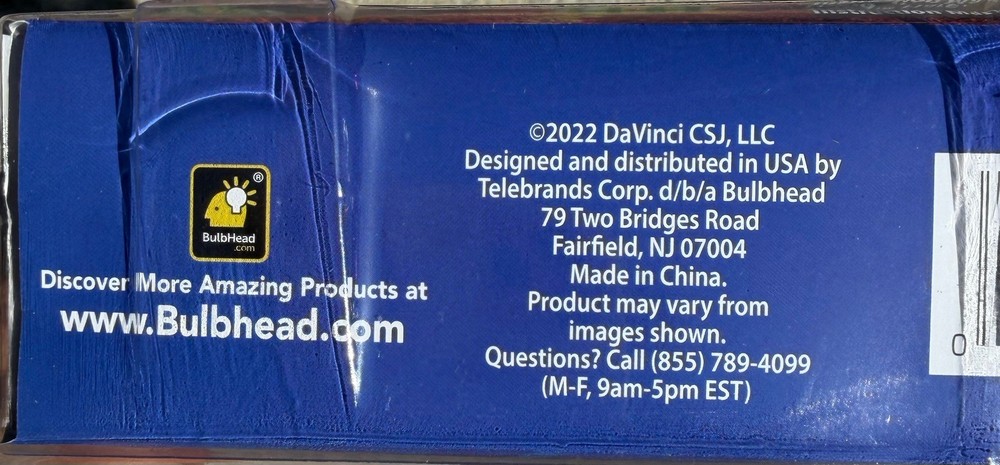 BulbHead
.com
®
Discover More Amazing Products at
www.Bulbhead.com
©2022 DaVinci CSJ, LLC
Designed and distributed in USA by
Telebrands Corp. d/b/a Bulbhead
79 Two Bridges Road
Fairfield, NJ 07004
Made in China.
Product may vary from
images shown.
Questions? Call (855) 789-4099
(M-F, 9am-5pm EST)
0